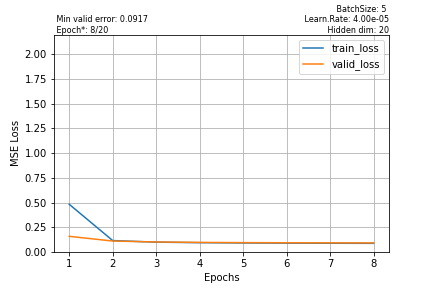 BatchSize: 5
Min valid error: 0.0917
Learn.Rate: 4.00e-05
Epoch*: 8/20
Hidden dim: 20
train_loss
valid_loss
2.00
1.75
1.50
1.25
1.00
0.75
0.50
0.25
0.00
MSE Loss
1 2 3 4 5 6 7 8
Epochs